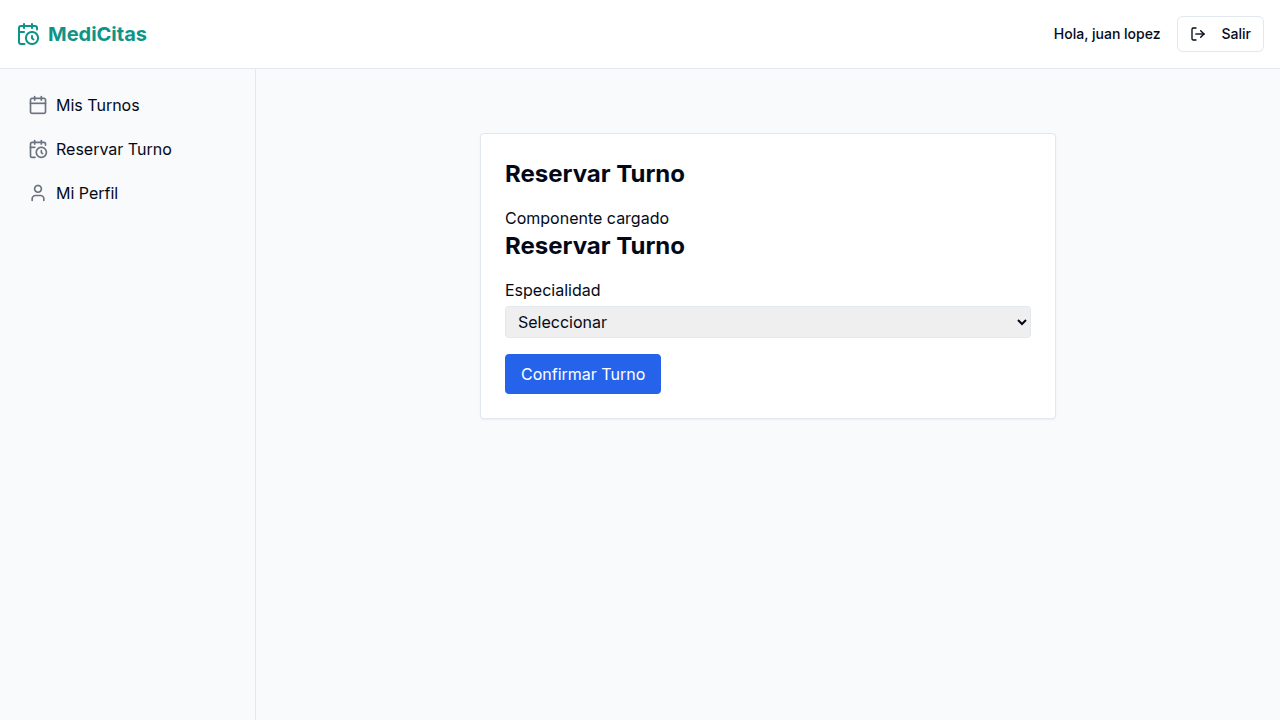 MediCitas
Hola, juan lopez
Salir
Mis Turnos
Reservar Turno
Mi Perfil
Reservar Turno
Componente cargado
Reservar Turno
Especialidad
Seleccionar
Confirmar Turno